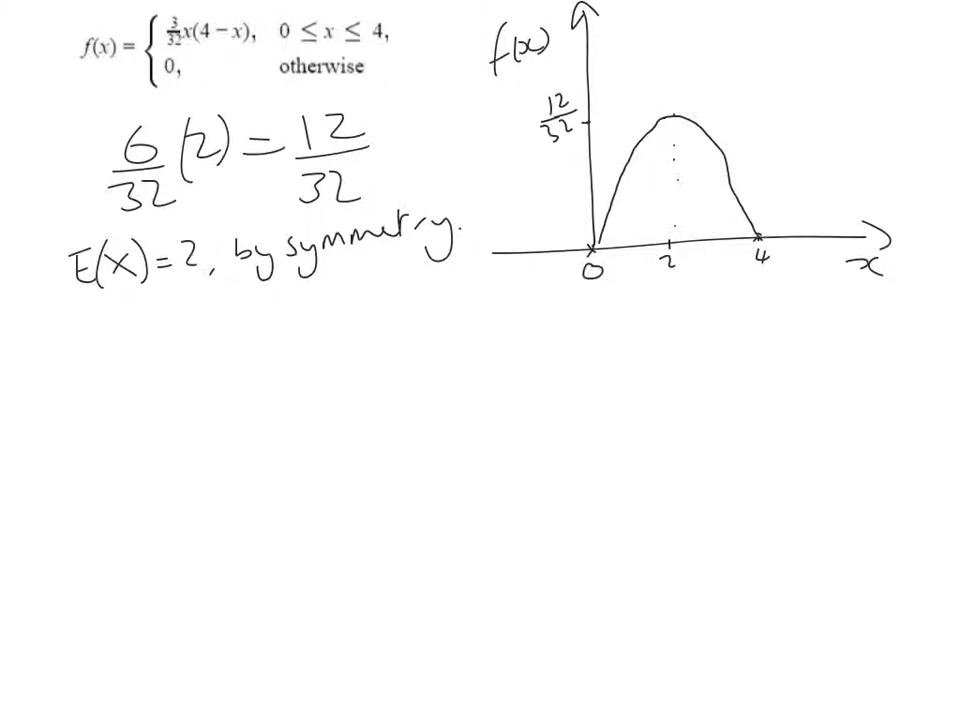 f(x) = { 3/32 x(4 − x), 0 ≤ x ≤ 4,
0, otherwise
6/32 (2) = 12/32
E(X) = 2, by symmetry.
f(x)
12/32
0 2 4 x